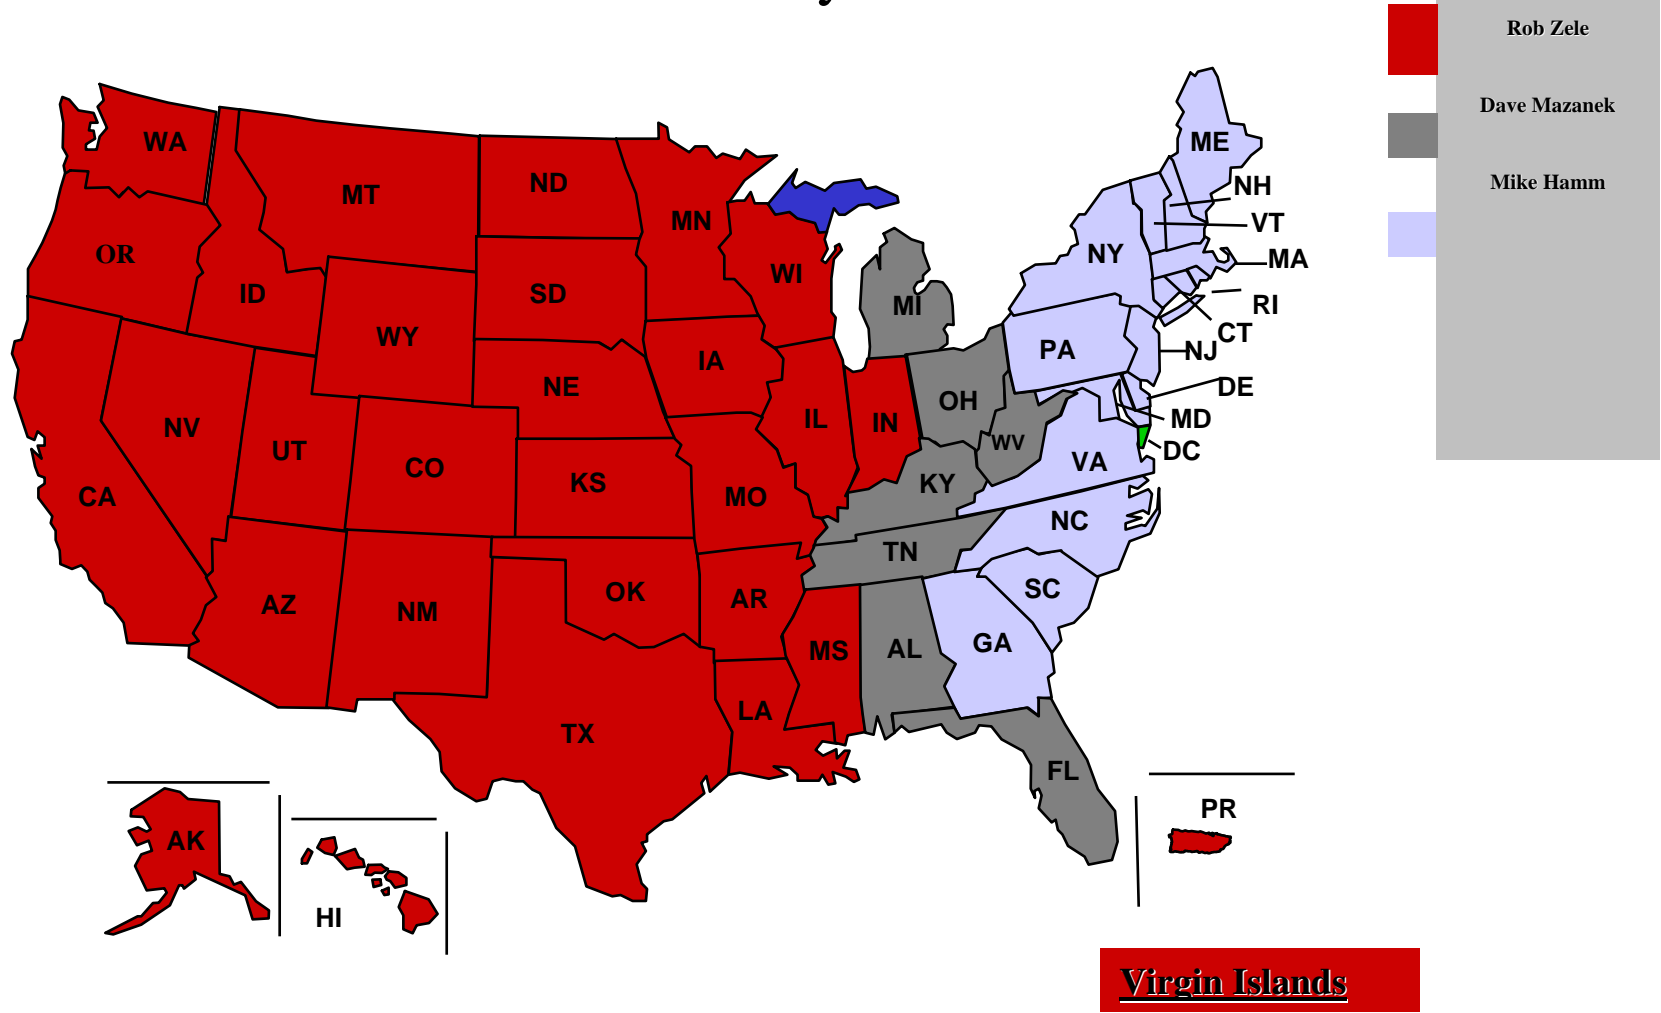 Rob Zele
Dave Mazanek
Mike Hamm
WA
MT
ND
MN
OR
ID
SD
WI
WY
IA
NE
NV
UT
CO
KS
MO
IL
IN
CA
AZ
NM
OK
AR
TX
LA
MS
MI
OH
WV
KY
TN
AL
GA
FL
SC
NC
VA
PA
NY
ME
NH
VT
MA
RI
CT
NJ
DE
MD
DC
AK
HI
PR
Virgin Islands